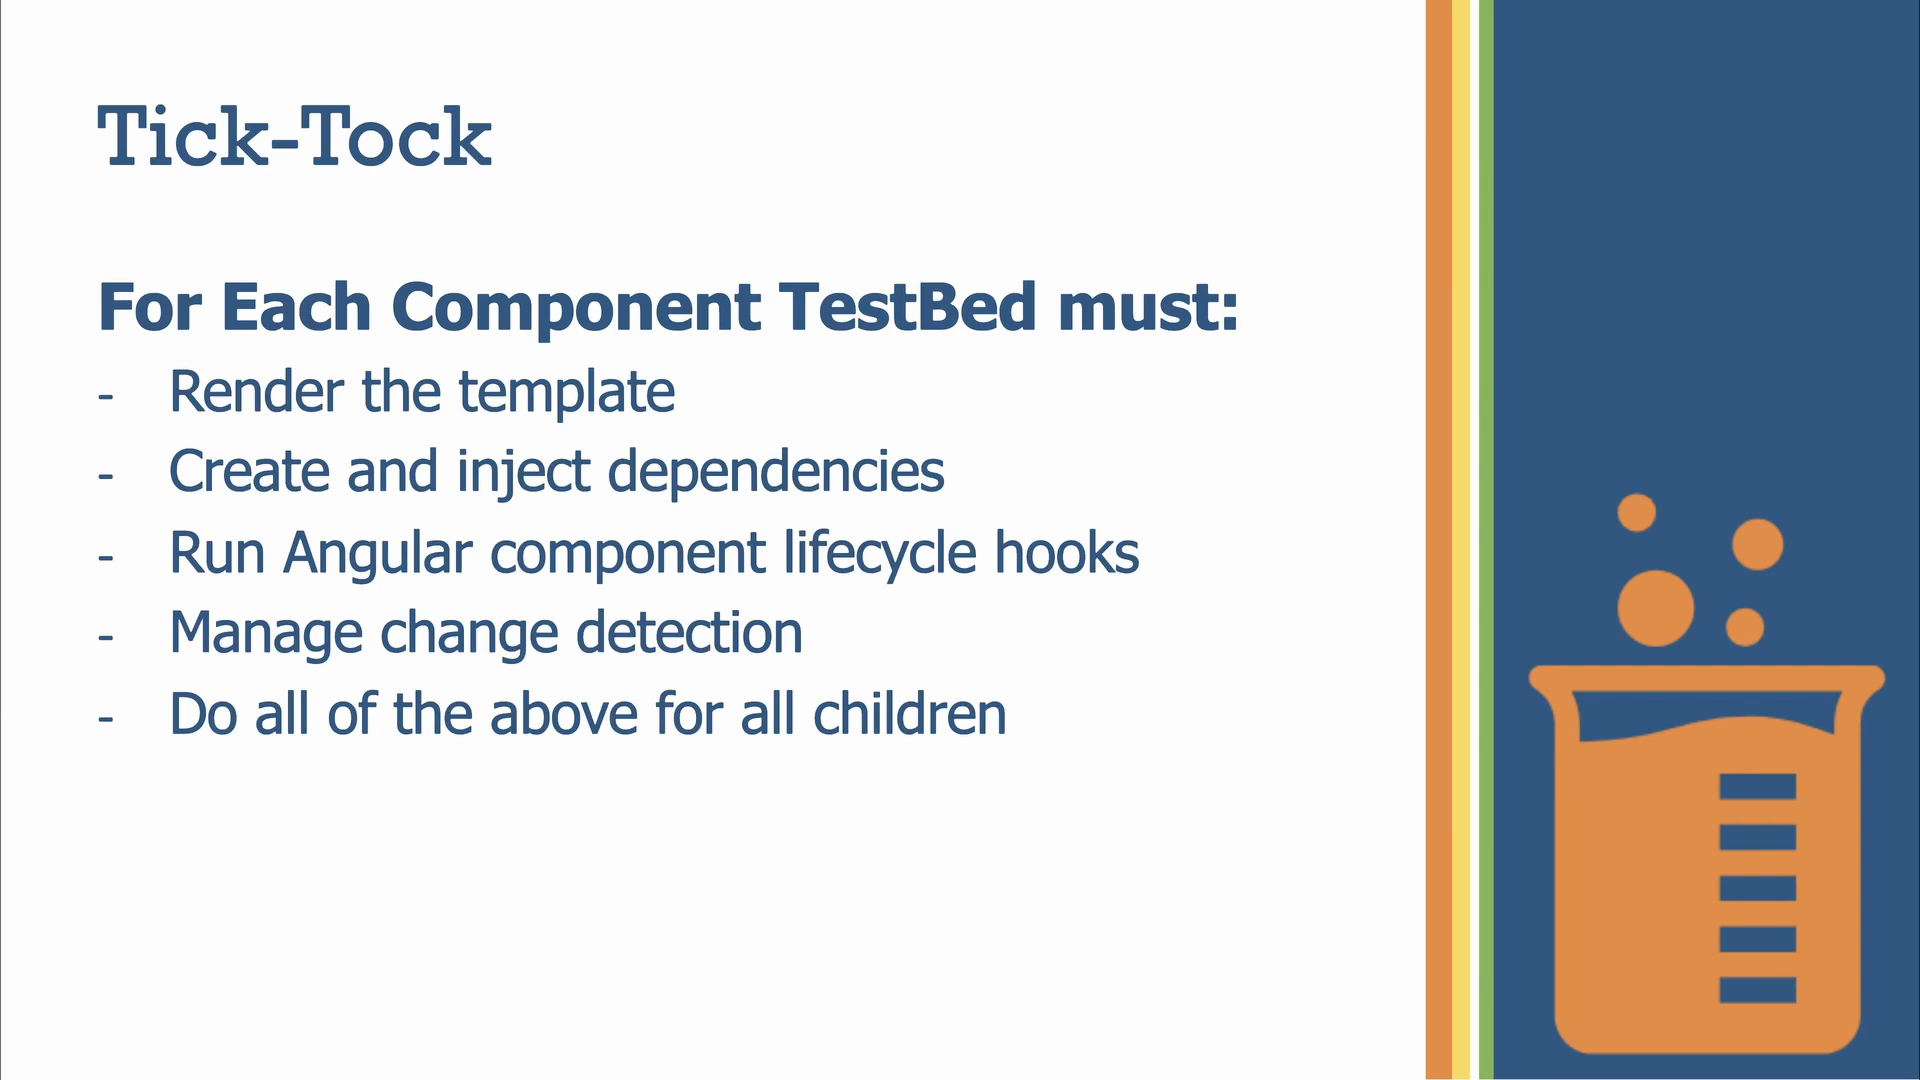 Tick-Tock
For Each Component TestBed must:
- Render the template
- Create and inject dependencies
- Run Angular component lifecycle hooks
- Manage change detection
- Do all of the above for all children